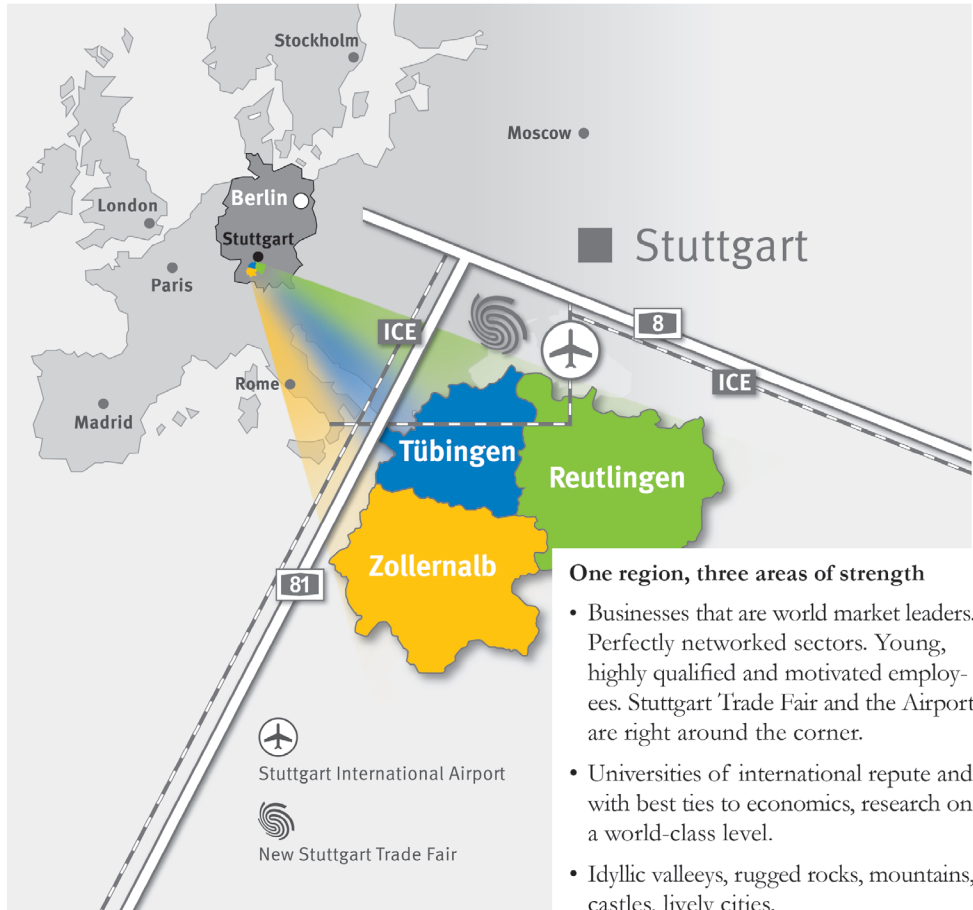 Stockholm
Moscow
Berlin
London
Stuttgart
Stuttgart
Paris
8
ICE
ICE
Rome
Madrid
Tübingen
Reutlingen
Zollernalb
81
One region, three areas of strength
• Businesses that are world market leaders.
Perfectly networked sectors. Young,
highly qualified and motivated employ-
ees. Stuttgart Trade Fair and the Airport
are right around the corner.
• Universities of international repute and
with best ties to economics, research on
a world-class level.
• Idyllic valleeys, rugged rocks, mountains,
castles, lively cities.
Stuttgart International Airport
New Stuttgart Trade Fair